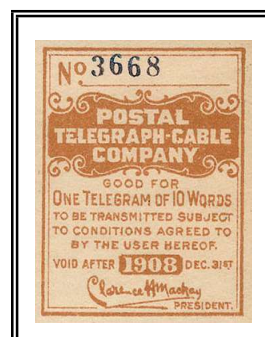 No 3668
POSTAL
TELEGRAPH-CABLE
COMPANY
GOOD FOR
ONE TELEGRAM OF 10 WORDS
TO BE TRANSMITTED SUBJECT
TO CONDITIONS AGREED TO
BY THE USER HEREOF.
VOID AFTER 1908 DEC. 31ST
Clarence H Mackay
PRESIDENT.